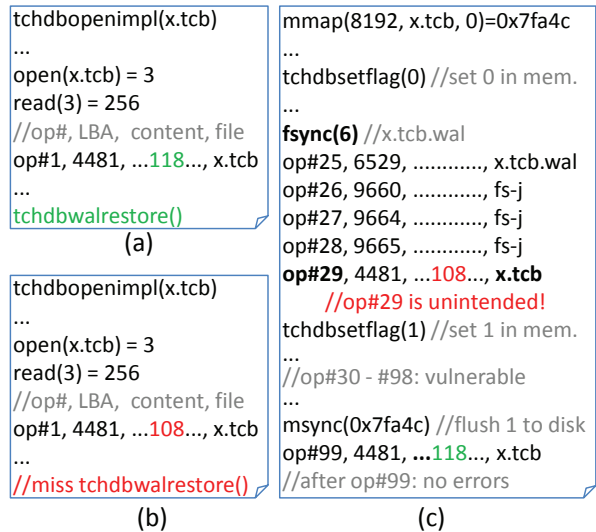 tchdbopenimpl(x.tcb)
...
open(x.tcb) = 3
read(3) = 256
//op#, LBA, content, file
op#1, 4481, ...118..., x.tcb
...
tchdbwalrestore()
(a)
tchdbopenimpl(x.tcb)
...
open(x.tcb) = 3
read(3) = 256
//op#, LBA, content, file
op#1, 4481, ...108..., x.tcb
...
//miss tchdbwalrestore()
(b)
mmap(8192, x.tcb, 0)=0x7fa4c
...
tchdbsetflag(0) //set 0 in mem.
...
fsync(6) //x.tcb.wal
op#25, 6529, ............, x.tcb.wal
op#26, 9660, ............, fs-j
op#27, 9664, ............, fs-j
op#28, 9665, ............, fs-j
op#29, 4481, ...108..., x.tcb
//op#29 is unintended!
tchdbsetflag(1) //set 1 in mem.
...
//op#30 - #98: vulnerable
...
msync(0x7fa4c) //flush 1 to disk
op#99, 4481, ...118..., x.tcb
//after op#99: no errors
(c)